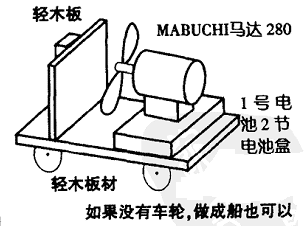 轻木板
MABUCHI马达 280
1 号 电
池 2 节
电池盒
轻木板材
如果没有车轮,做成船也可以